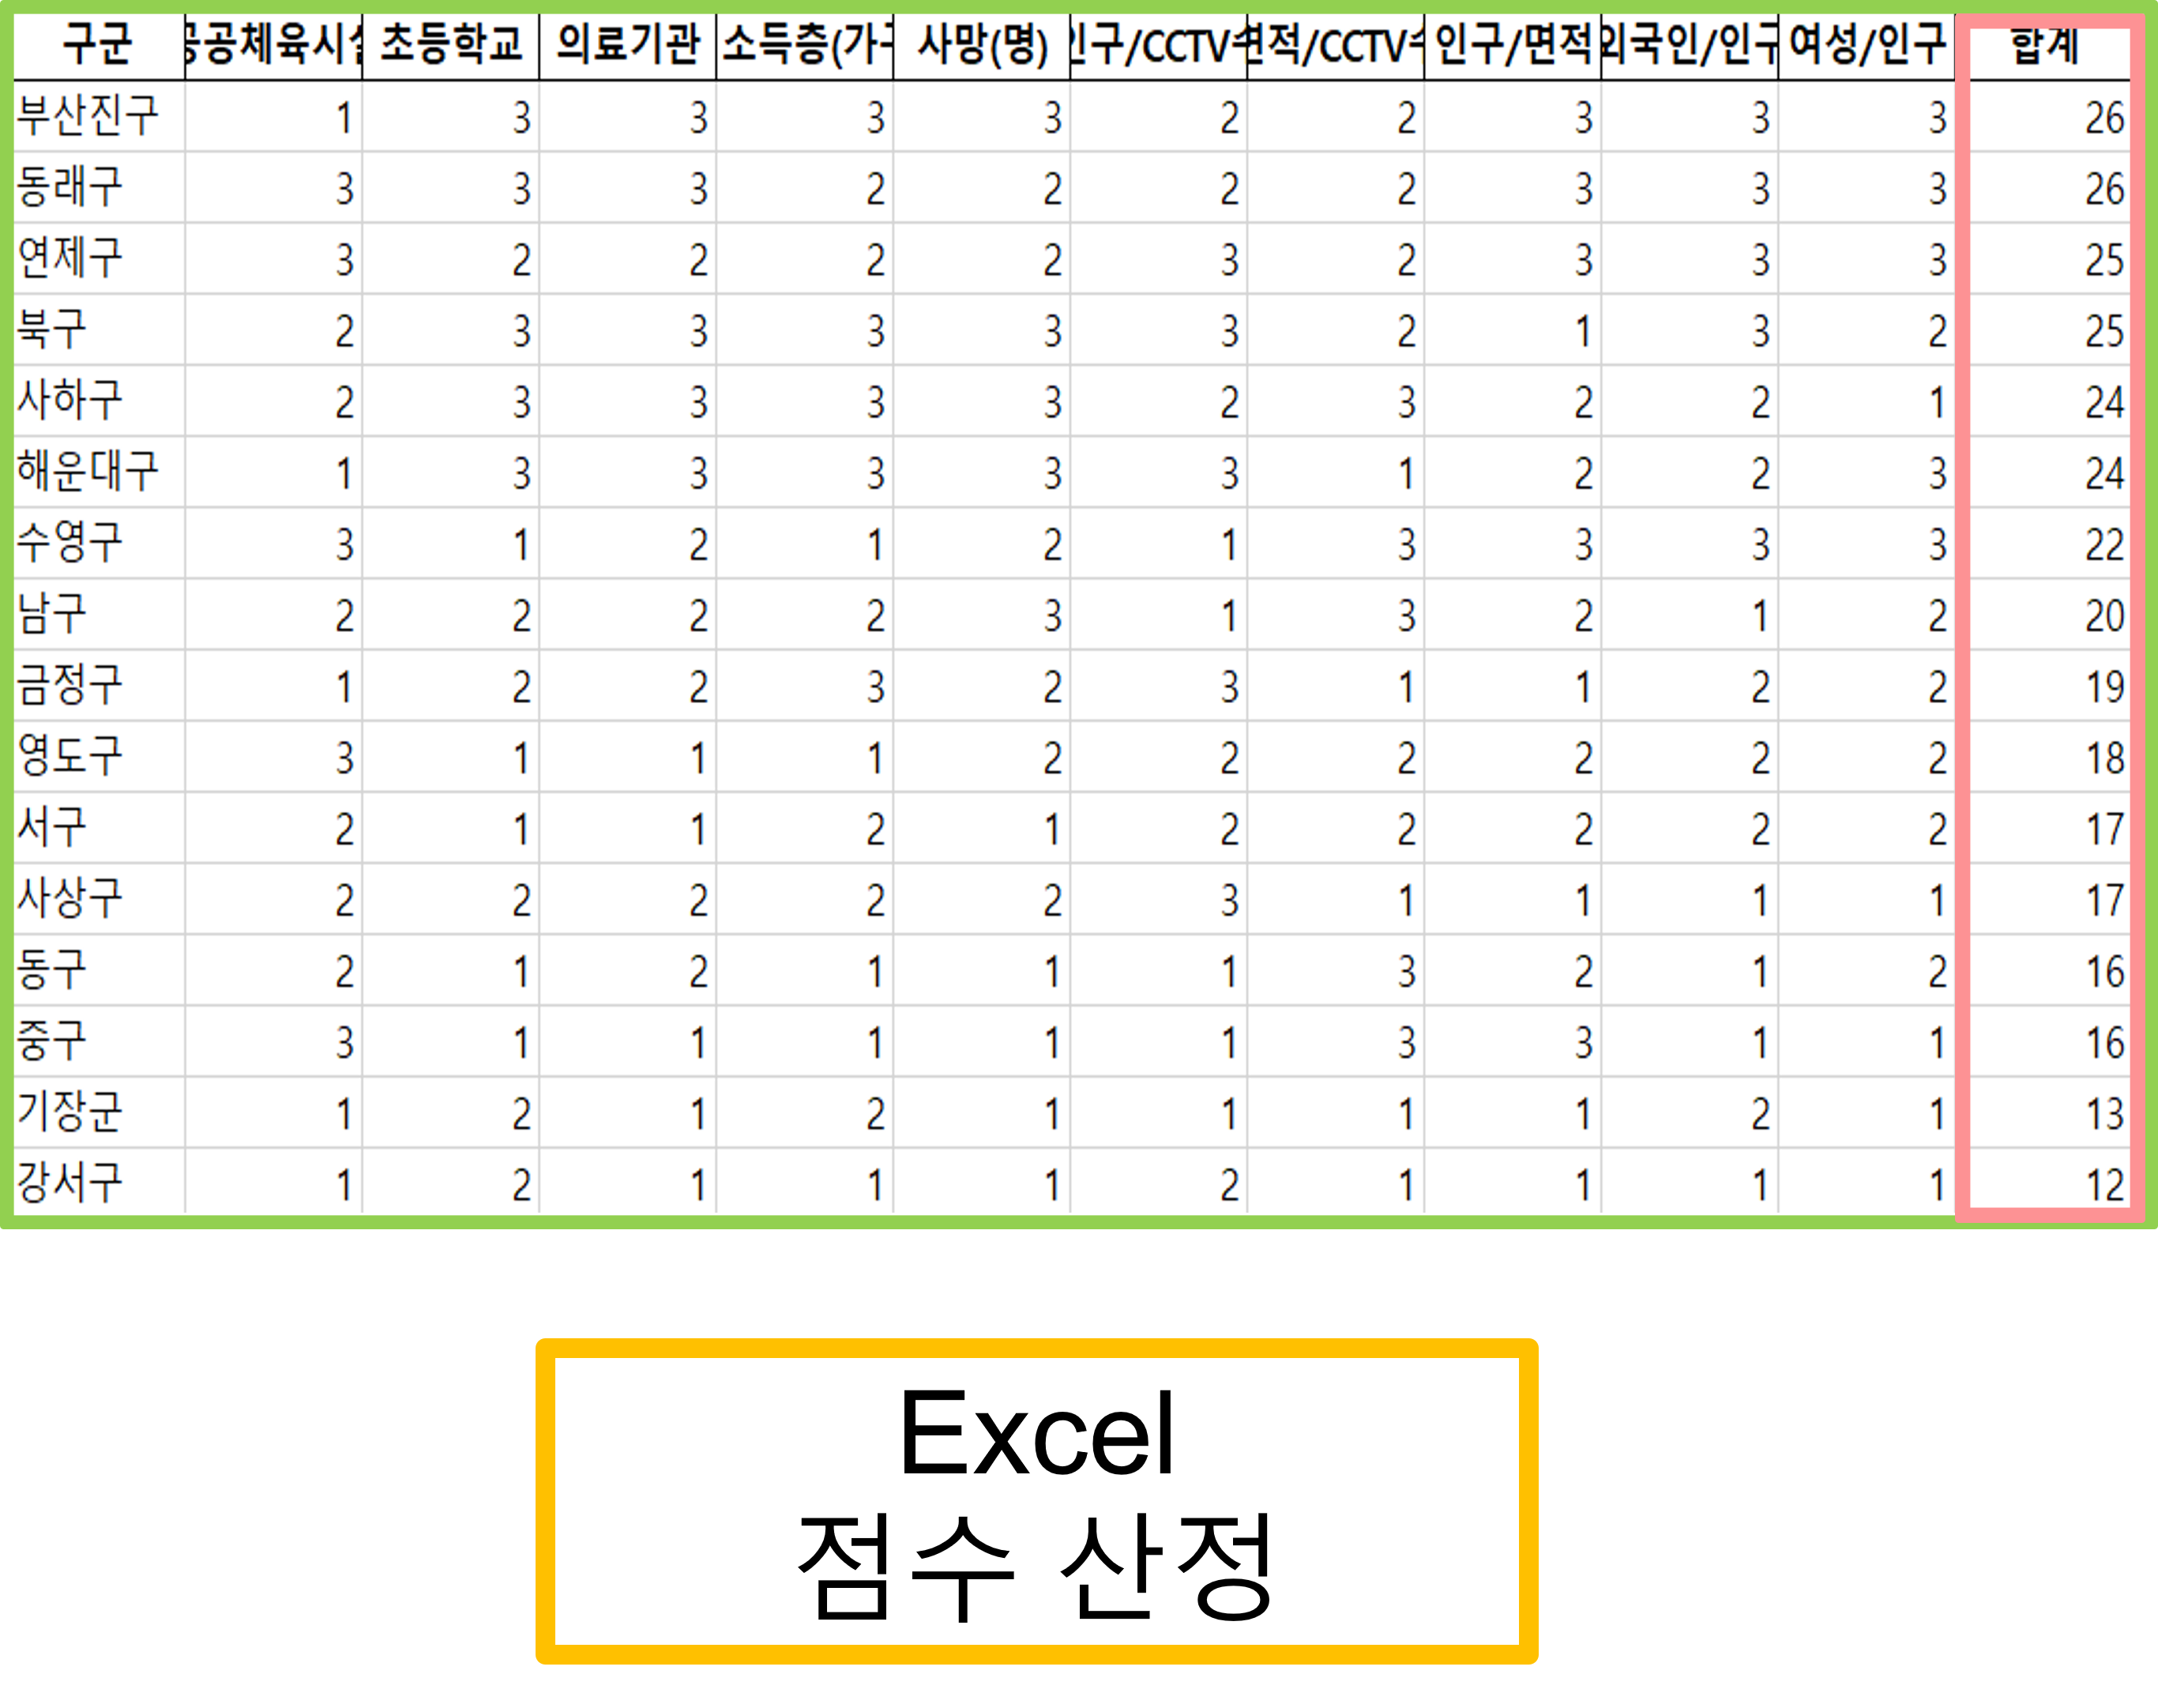 구군 공공체육시설 초등학교 의료기관 소득층(가구 사망(명) 인구/CCTV수 면적/CCTV수 인구/면적 외국인/인구 여성/인구 합계
부산진구 1 3 3 3 3 2 2 3 3 3 26
동래구 3 3 3 2 2 2 2 3 3 3 26
연제구 3 2 2 2 2 3 2 3 3 3 25
북구 2 3 3 3 3 3 2 1 3 2 25
사하구 2 3 3 3 3 2 3 2 2 1 24
해운대구 1 3 3 3 3 3 1 2 2 3 24
수영구 3 1 2 1 2 1 3 3 3 3 22
남구 2 2 2 2 3 1 3 2 1 2 20
금정구 1 2 2 3 2 3 1 1 2 2 19
영도구 3 1 1 1 2 2 2 2 2 2 18
서구 2 1 1 2 1 2 2 2 2 2 17
사상구 2 2 2 2 2 3 1 1 1 1 17
동구 2 1 2 1 1 1 3 2 1 2 16
중구 3 1 1 1 1 1 3 3 1 1 16
기장군 1 2 1 2 1 1 1 1 2 1 13
강서구 1 2 1 1 1 2 1 1 1 1 12
Excel
점수 산정